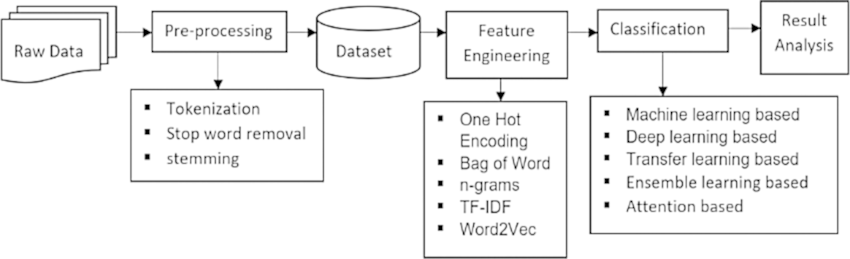 Raw Data
Pre-processing
Dataset
Feature
Engineering
Classification
Result
Analysis
▪ Tokenization
▪ Stop word removal
▪ stemming
▪ One Hot
Encoding
▪ Bag of Word
▪ n-grams
▪ TF-IDF
▪ Word2Vec
▪ Machine learning based
▪ Deep learning based
▪ Transfer learning based
▪ Ensemble learning based
▪ Attention based